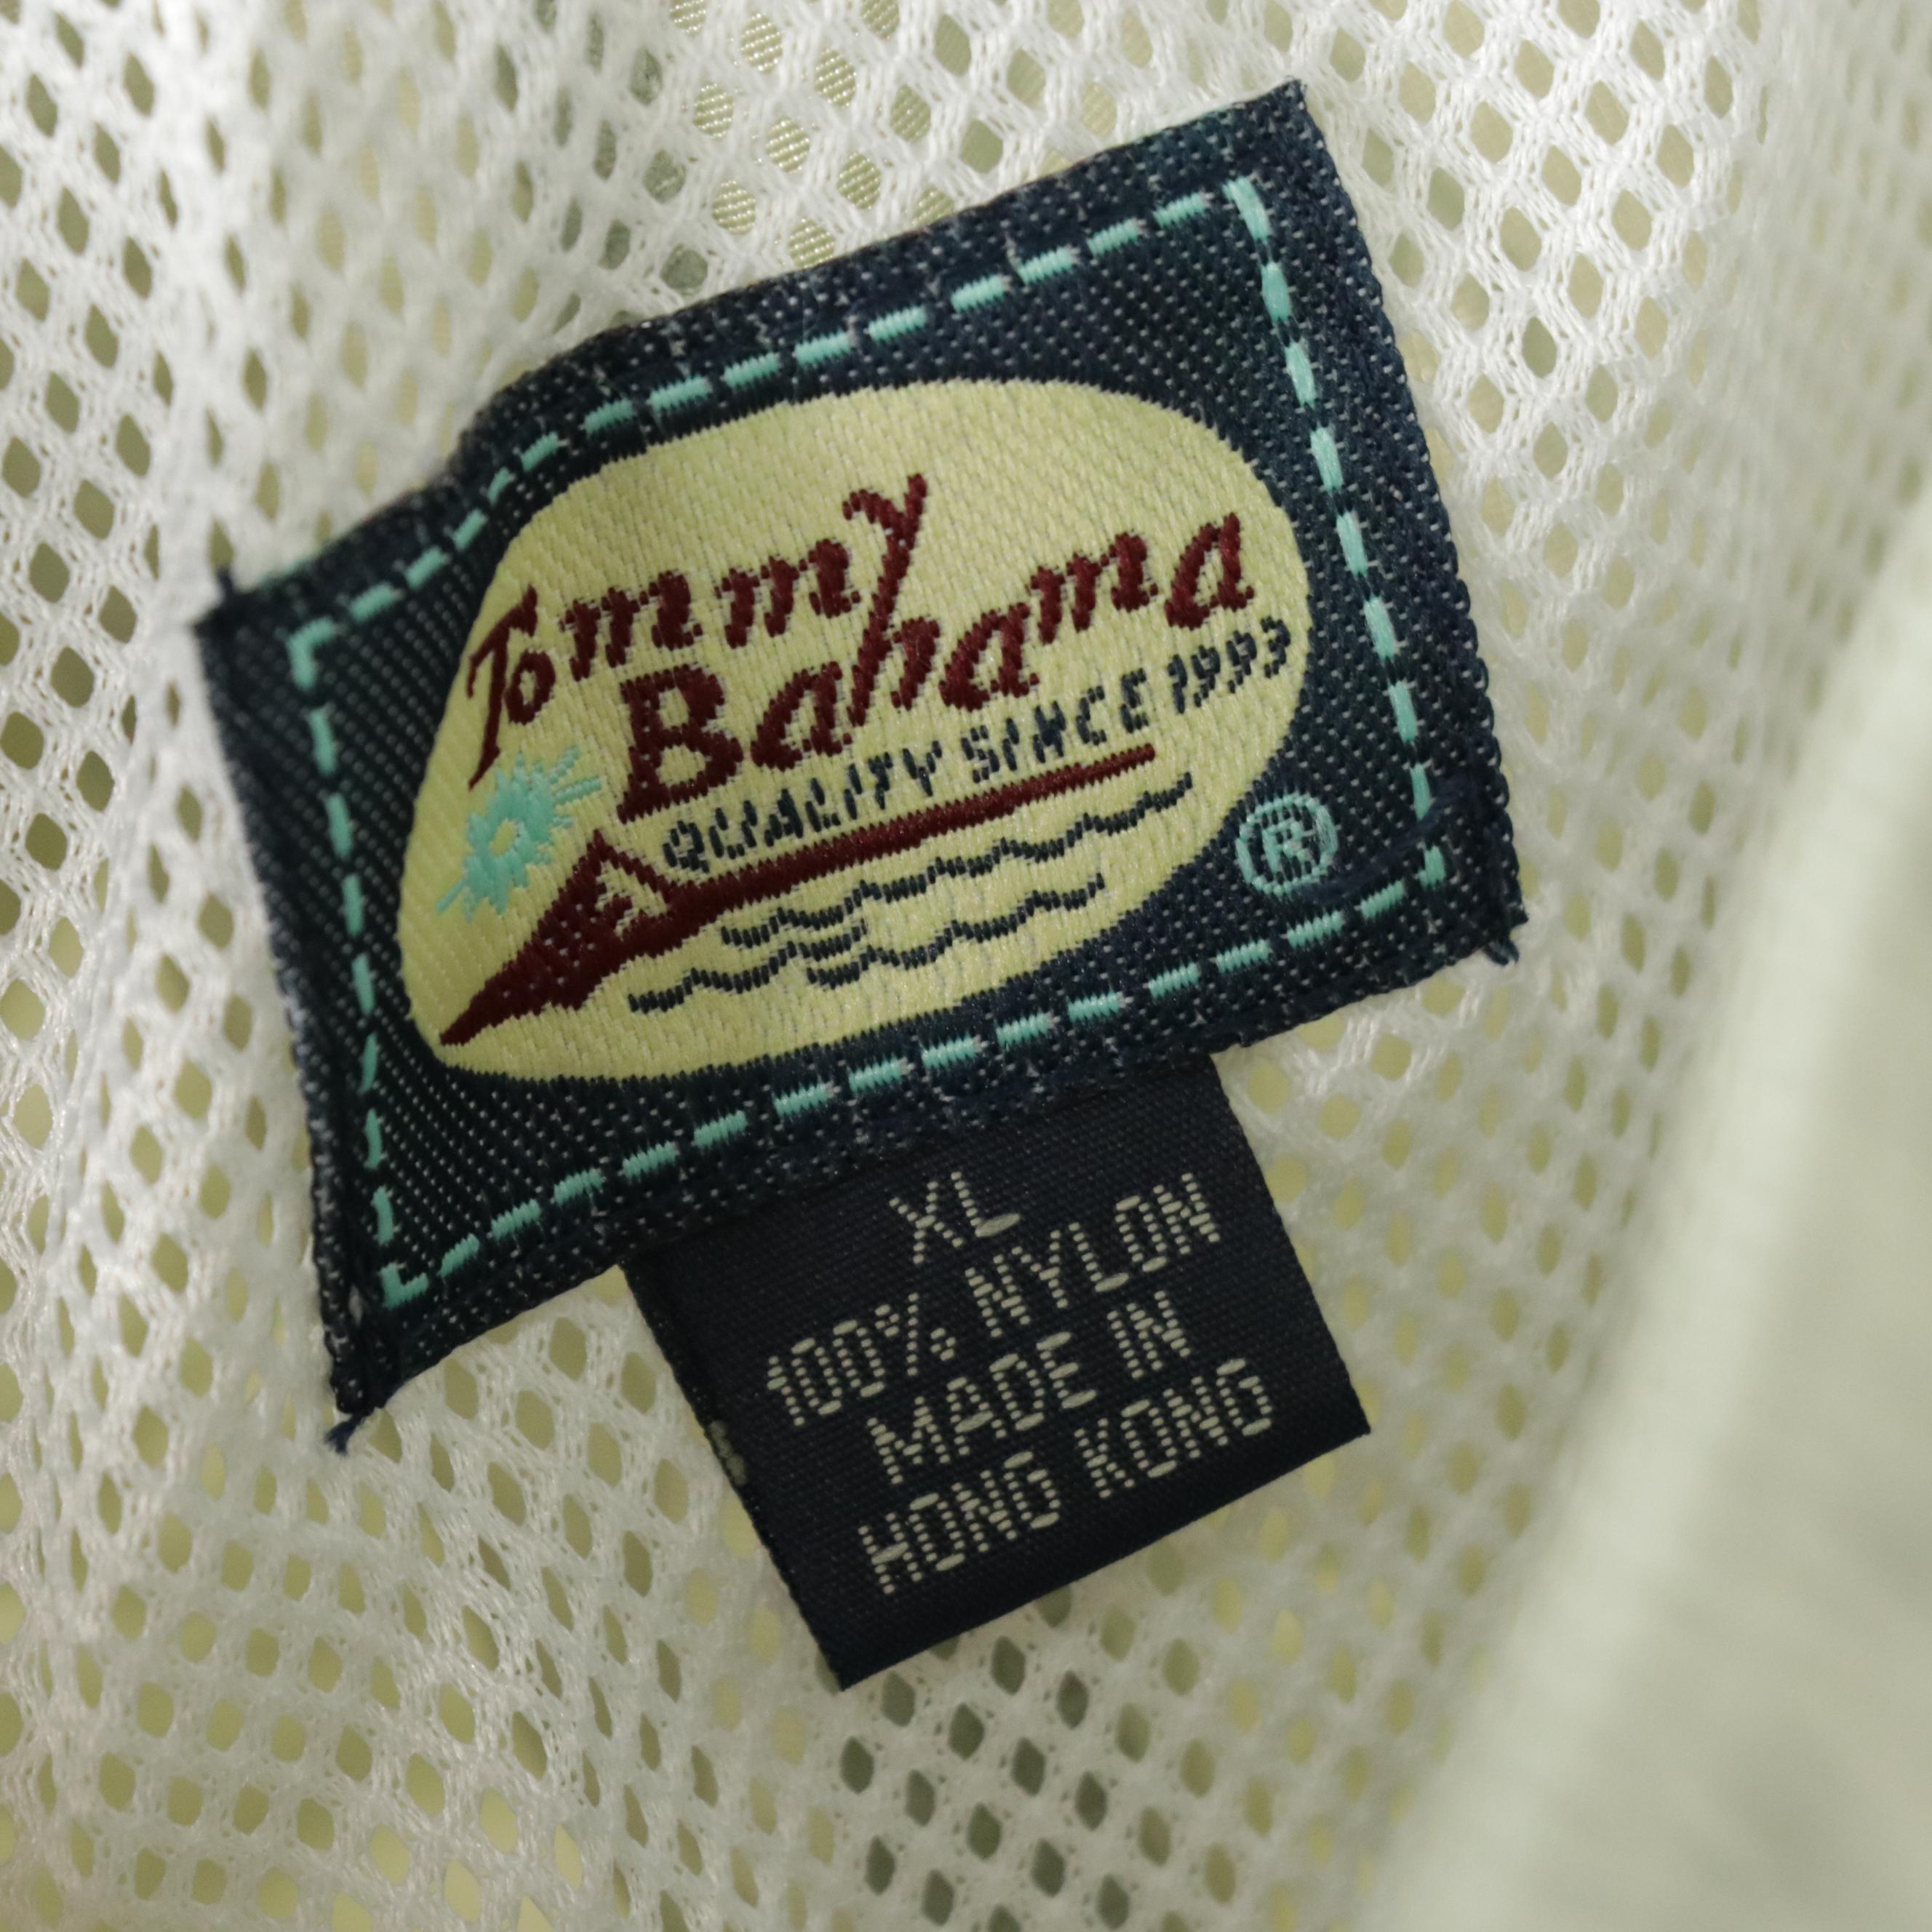 Tommy
Bahama
QUALITY SINCE 1993
®
XL
100% NYLON
MADE IN
HONG KONG